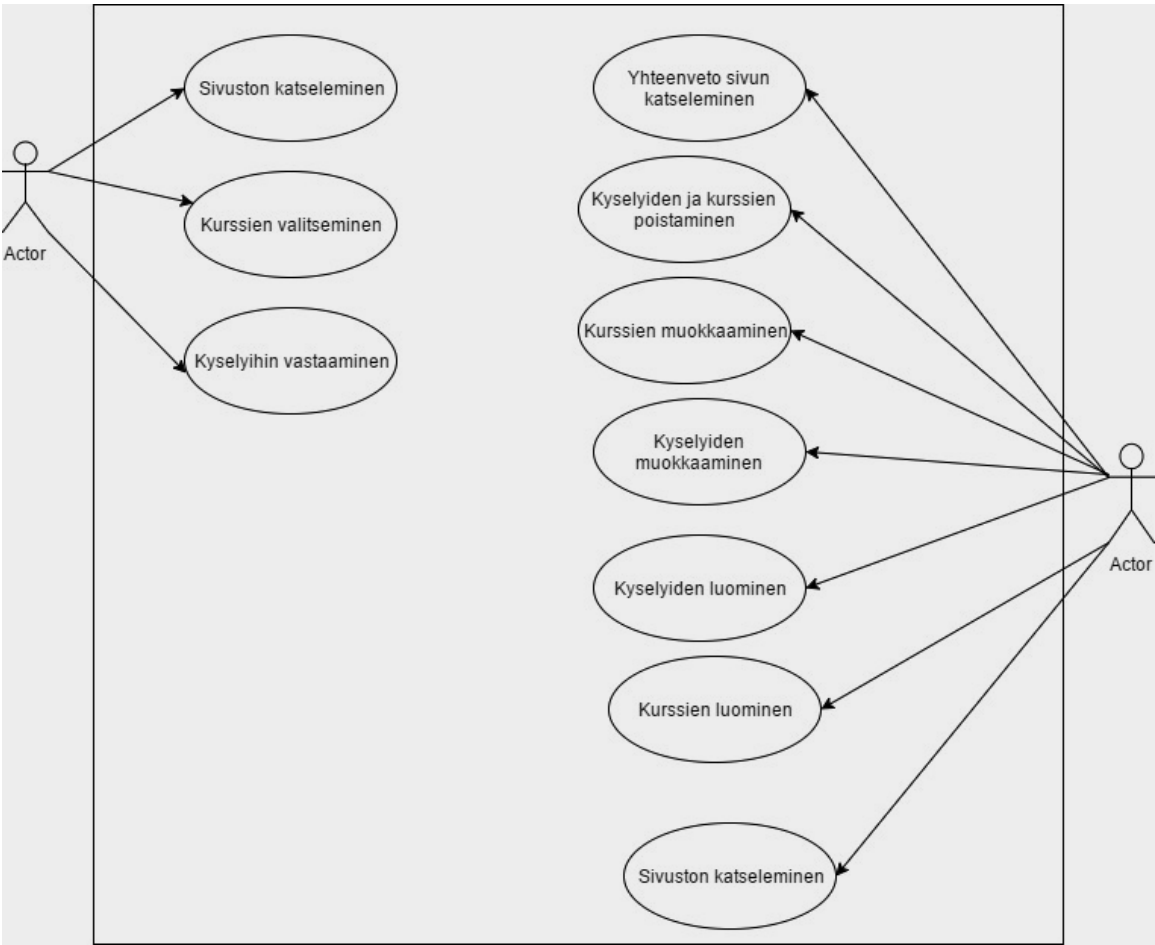 Sivuston katseleminen
Kurssien valitseminen
Actor
Kyselyihin vastaaminen
Yhteenveto sivun
katseleminen
Kyselyiden ja kurssien
poistaminen
Kurssien muokkaaminen
Kyselyiden
muokkaaminen
Kyselyiden luominen
Actor
Kurssien luominen
Sivuston katseleminen